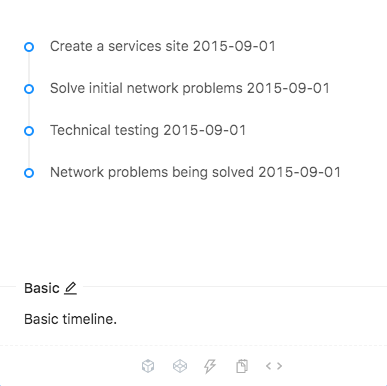 Create a services site 2015-09-01
Solve initial network problems 2015-09-01
Technical testing 2015-09-01
Network problems being solved 2015-09-01
Basic
Basic timeline.